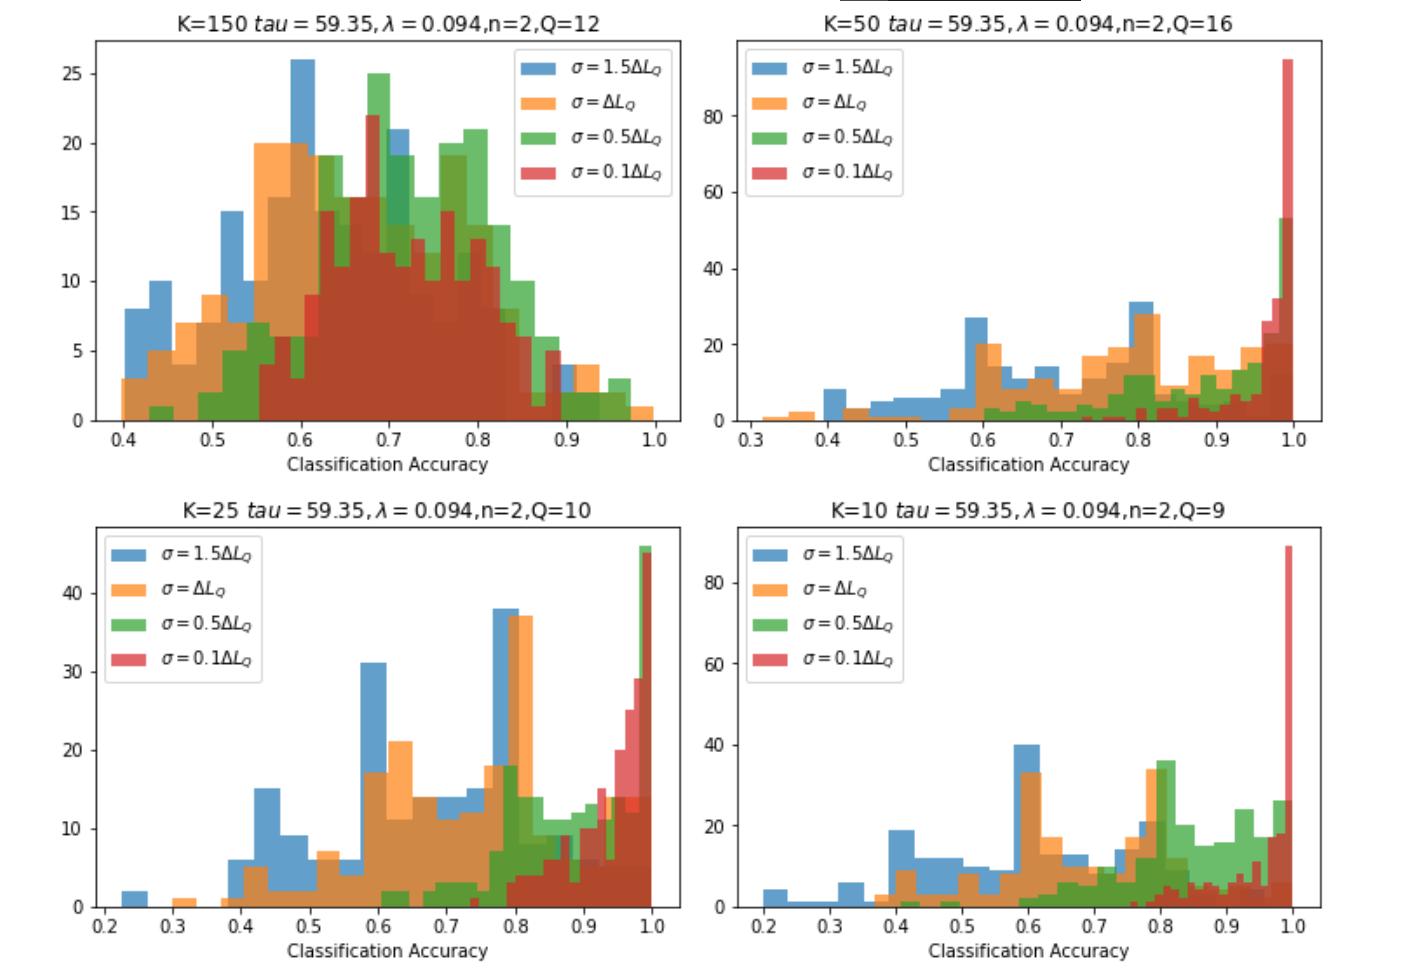 K=150 tau = 59.35, λ = 0.094,n=2,Q=12
25
20
15
10
5
0
σ = 1.5ΔL_Q
σ = ΔL_Q
σ = 0.5ΔL_Q
σ = 0.1ΔL_Q
0.4 0.5 0.6 0.7 0.8 0.9 1.0
Classification Accuracy
K=50 tau = 59.35, λ = 0.094,n=2,Q=16
80
60
40
20
0
σ = 1.5ΔL_Q
σ = ΔL_Q
σ = 0.5ΔL_Q
σ = 0.1ΔL_Q
0.3 0.4 0.5 0.6 0.7 0.8 0.9 1.0
Classification Accuracy
K=25 tau = 59.35, λ = 0.094,n=2,Q=10
40
30
20
10
0
σ = 1.5ΔL_Q
σ = ΔL_Q
σ = 0.5ΔL_Q
σ = 0.1ΔL_Q
0.2 0.3 0.4 0.5 0.6 0.7 0.8 0.9 1.0
Classification Accuracy
K=10 tau = 59.35, λ = 0.094,n=2,Q=9
80
60
40
20
0
σ = 1.5ΔL_Q
σ = ΔL_Q
σ = 0.5ΔL_Q
σ = 0.1ΔL_Q
0.2 0.3 0.4 0.5 0.6 0.7 0.8 0.9 1.0
Classification Accuracy